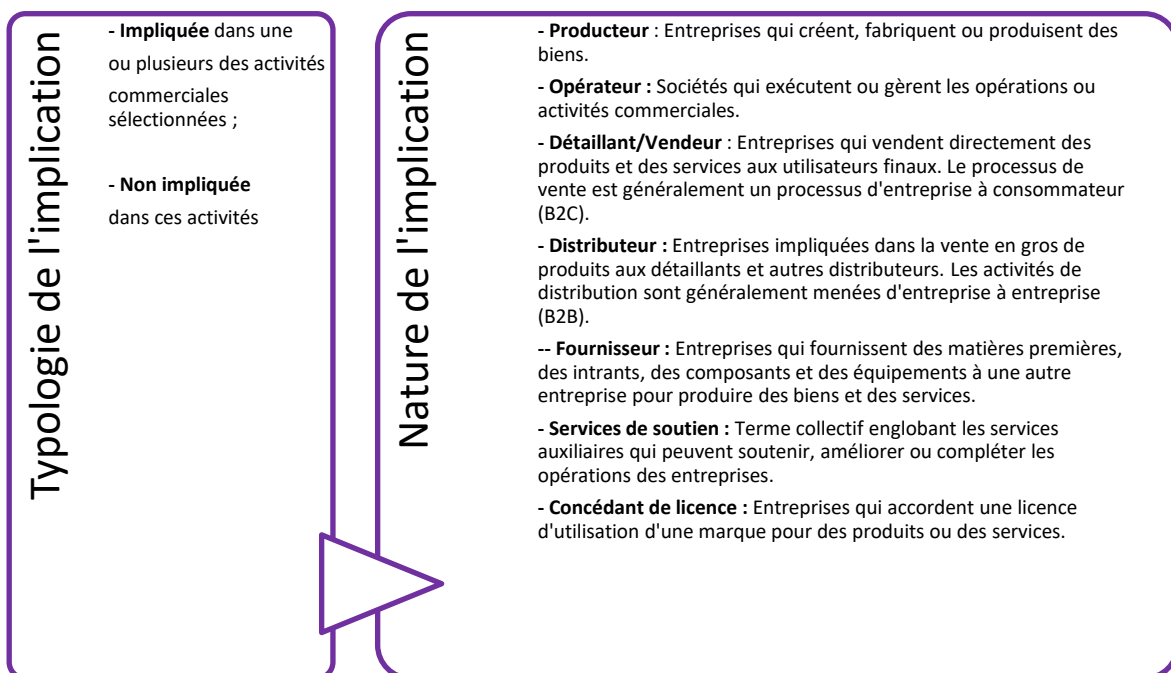 Typologie de l'implication
- Impliquée dans une
ou plusieurs des activités
commerciales
sélectionnées ;
- Non impliquée
dans ces activités
Nature de l'implication
- Producteur : Entreprises qui créent, fabriquent ou produisent des
biens.
- Opérateur : Sociétés qui exécutent ou gèrent les opérations ou
activités commerciales.
- Détaillant/Vendeur : Entreprises qui vendent directement des
produits et des services aux utilisateurs finaux. Le processus de
vente est généralement un processus d'entreprise à consommateur
(B2C).
- Distributeur : Entreprises impliquées dans la vente en gros de
produits aux détaillants et autres distributeurs. Les activités de
distribution sont généralement menées d'entreprise à entreprise
(B2B).
-- Fournisseur : Entreprises qui fournissent des matières premières,
des intrants, des composants et des équipements à une autre
entreprise pour produire des biens et des services.
- Services de soutien : Terme collectif englobant les services
auxiliaires qui peuvent soutenir, améliorer ou compléter les
opérations des entreprises.
- Concédant de licence : Entreprises qui accordent une licence
d'utilisation d'une marque pour des produits ou des services.